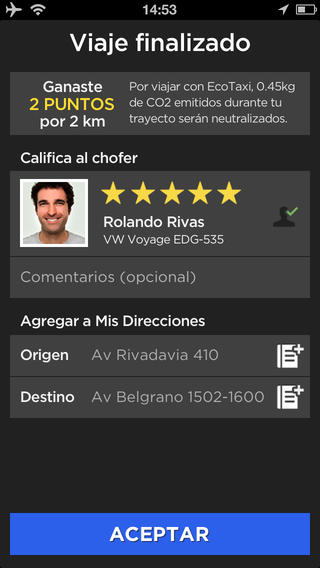 14:53
Viaje finalizado
Ganaste
2 PUNTOS
por 2 km
Por viajar con EcoTaxi, 0.45kg
de CO2 emitidos durante tu
trayecto serán neutralizados.
Califica al chofer
Rolando Rivas
VW Voyage EDG-535
Comentarios (opcional)
Agregar a Mis Direcciones
Origen Av Rivadavia 410
Destino Av Belgrano 1502-1600
ACEPTAR